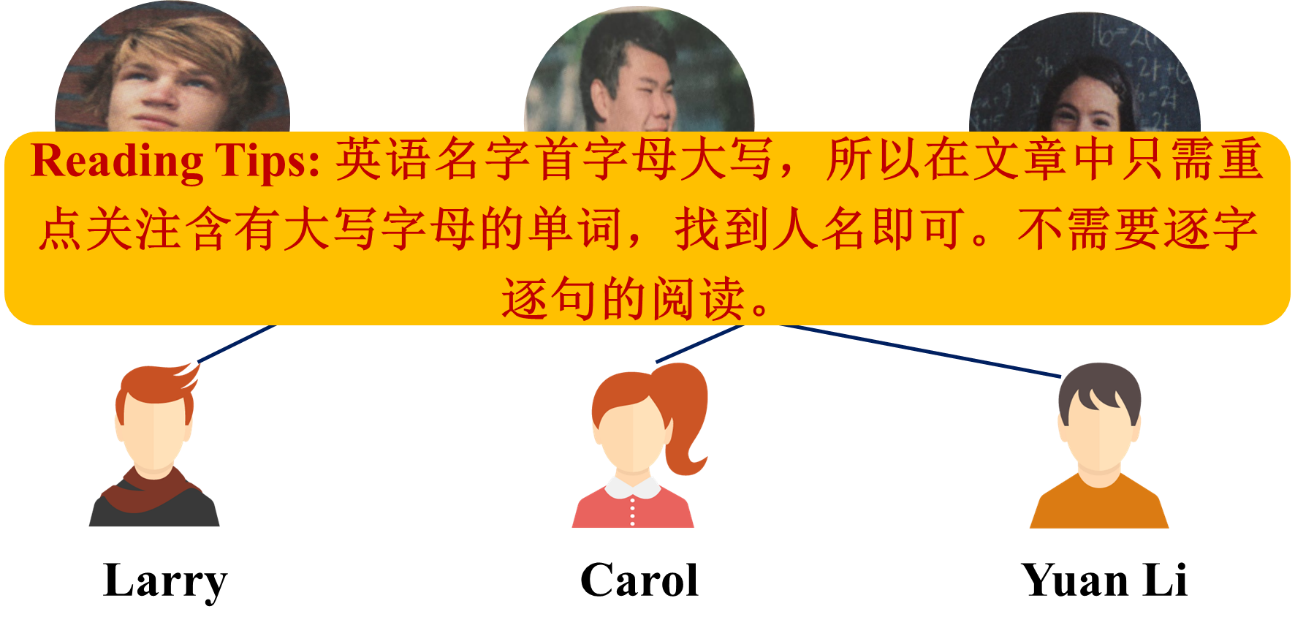 Reading Tips: 英语名字首字母大写，所以在文章中只需重
点关注含有大写字母的单词，找到人名即可。不需要逐字
逐句的阅读。
Larry
Carol
Yuan Li